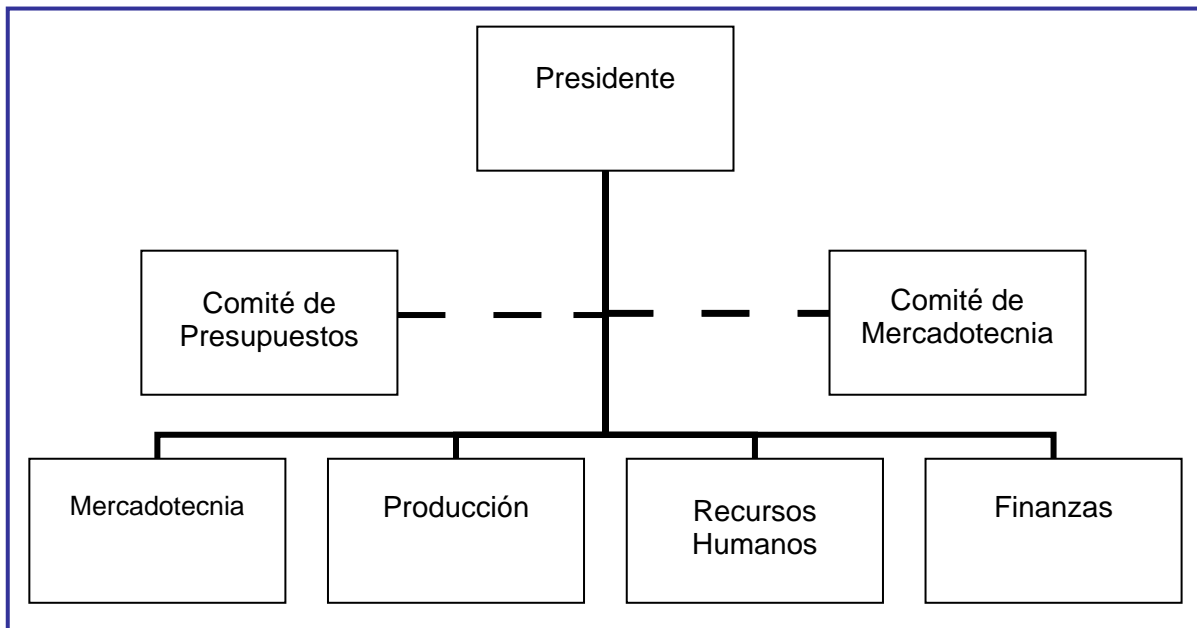 Presidente
Comité de
Presupuestos
Comité de
Mercadotecnia
Mercadotecnia
Producción
Recursos
Humanos
Finanzas